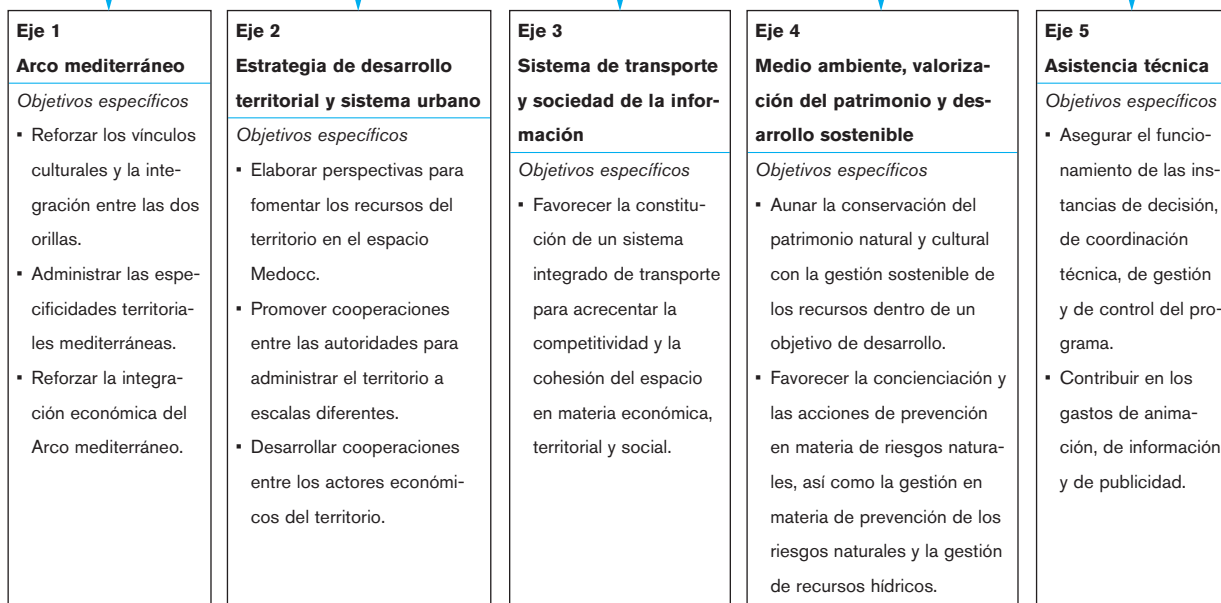 Eje 1
Arco mediterráneo
Objetivos específicos
▪ Reforzar los vínculos
culturales y la inte-
gración entre las dos
orillas.
▪ Administrar las espe-
cificidades territoria-
les mediterráneas.
▪ Reforzar la integra-
ción económica del
Arco mediterráneo.
Eje 2
Estrategia de desarrollo
territorial y sistema urbano
Objetivos específicos
▪ Elaborar perspectivas para
fomentar los recursos del
territorio en el espacio
Medocc.
▪ Promover cooperaciones
entre las autoridades para
administrar el territorio a
escalas diferentes.
▪ Desarrollar cooperaciones
entre los actores económi-
cos del territorio.
Eje 3
Sistema de transporte
y sociedad de la infor-
mación
Objetivos específicos
▪ Favorecer la constitu-
ción de un sistema
integrado de transporte
para acrecentar la
competitividad y la
cohesión del espacio
en materia económica,
territorial y social.
Eje 4
Medio ambiente, valoriza-
ción del patrimonio y des-
arrollo sostenible
Objetivos específicos
▪ Aunar la conservación del
patrimonio natural y cultural
con la gestión sostenible de
los recursos dentro de un
objetivo de desarrollo.
▪ Favorecer la concienciación y
las acciones de prevención
en materia de riesgos natura-
les, así como la gestión en
materia de prevención de los
riesgos naturales y la gestión
de recursos hídricos.
Eje 5
Asistencia técnica
Objetivos específicos
▪ Asegurar el funcio-
namiento de las ins-
tancias de decisión,
de coordinación
técnica, de gestión
y de control del pro-
grama.
▪ Contribuir en los
gastos de anima-
ción, de información
y de publicidad.